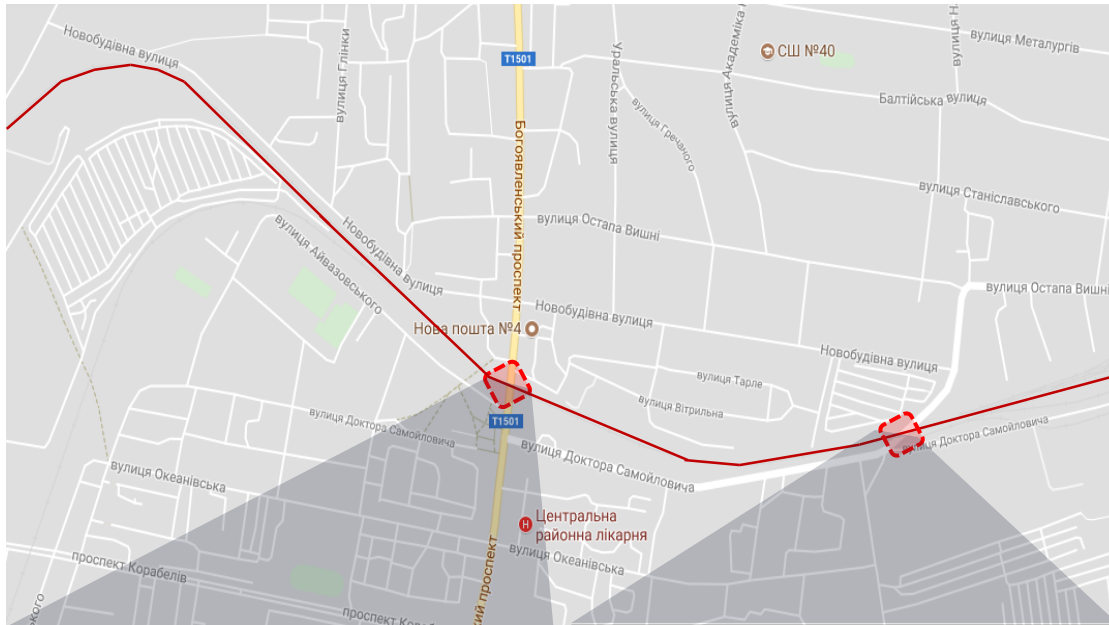 Новобудівна вулиця
вулиця Глінки
T1501
Уральська вулиця
вулиця Академіка
СШ №40
вулиця Металургів
Балтійська вулиця
вулиця Гречаного
вулиця Станіславського
Богоявленський проспект
вулиця Остапа Вишні
вулиця Айвазовського
Новобудівна вулиця
вулиця Остапа Вишні
Новобудівна вулиця
Нова пошта №4
Новобудівна вулиця
вулиця Тарле
вулиця Вітрильна
T1501
вулиця Доктора Самойловича
вулиця Доктора Самойловича
вулиця Доктора Самойловича
вулиця Океанівська
H
Центральна
районна лікарня
вулиця Океанівська
проспект Корабелів
проспект